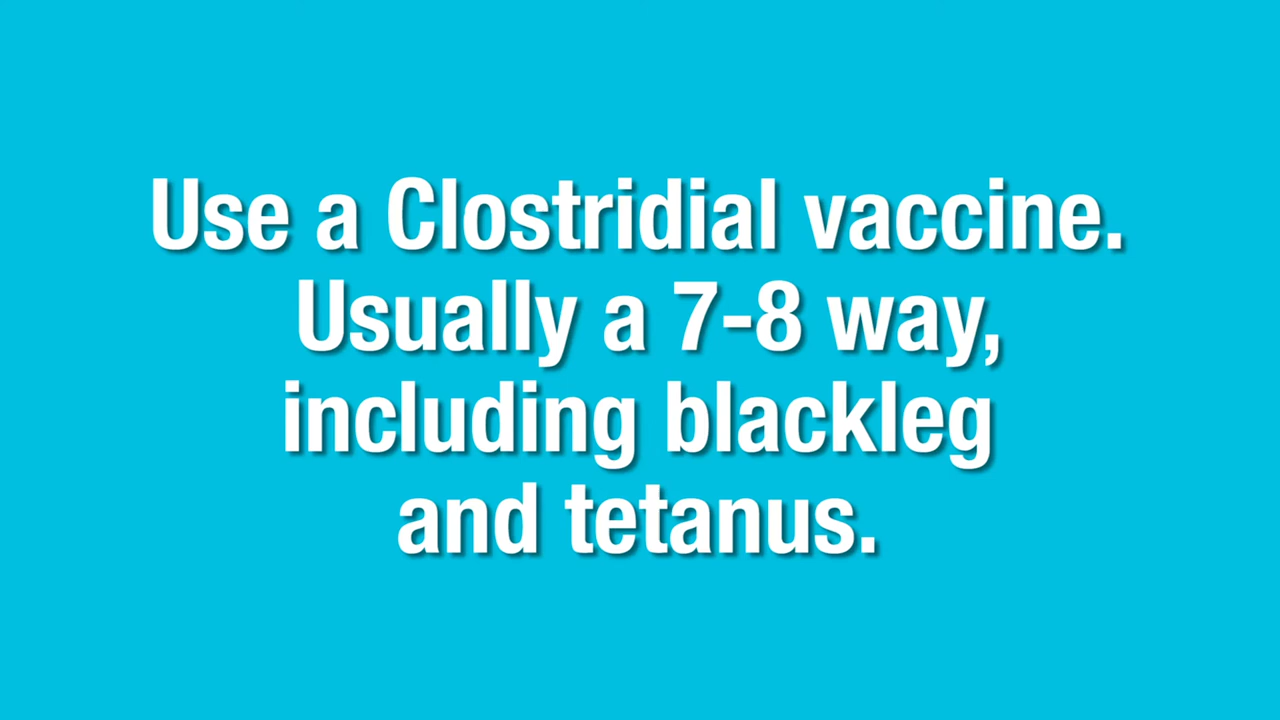 Use a Clostridial vaccine.
Usually a 7-8 way,
including blackleg
and tetanus.